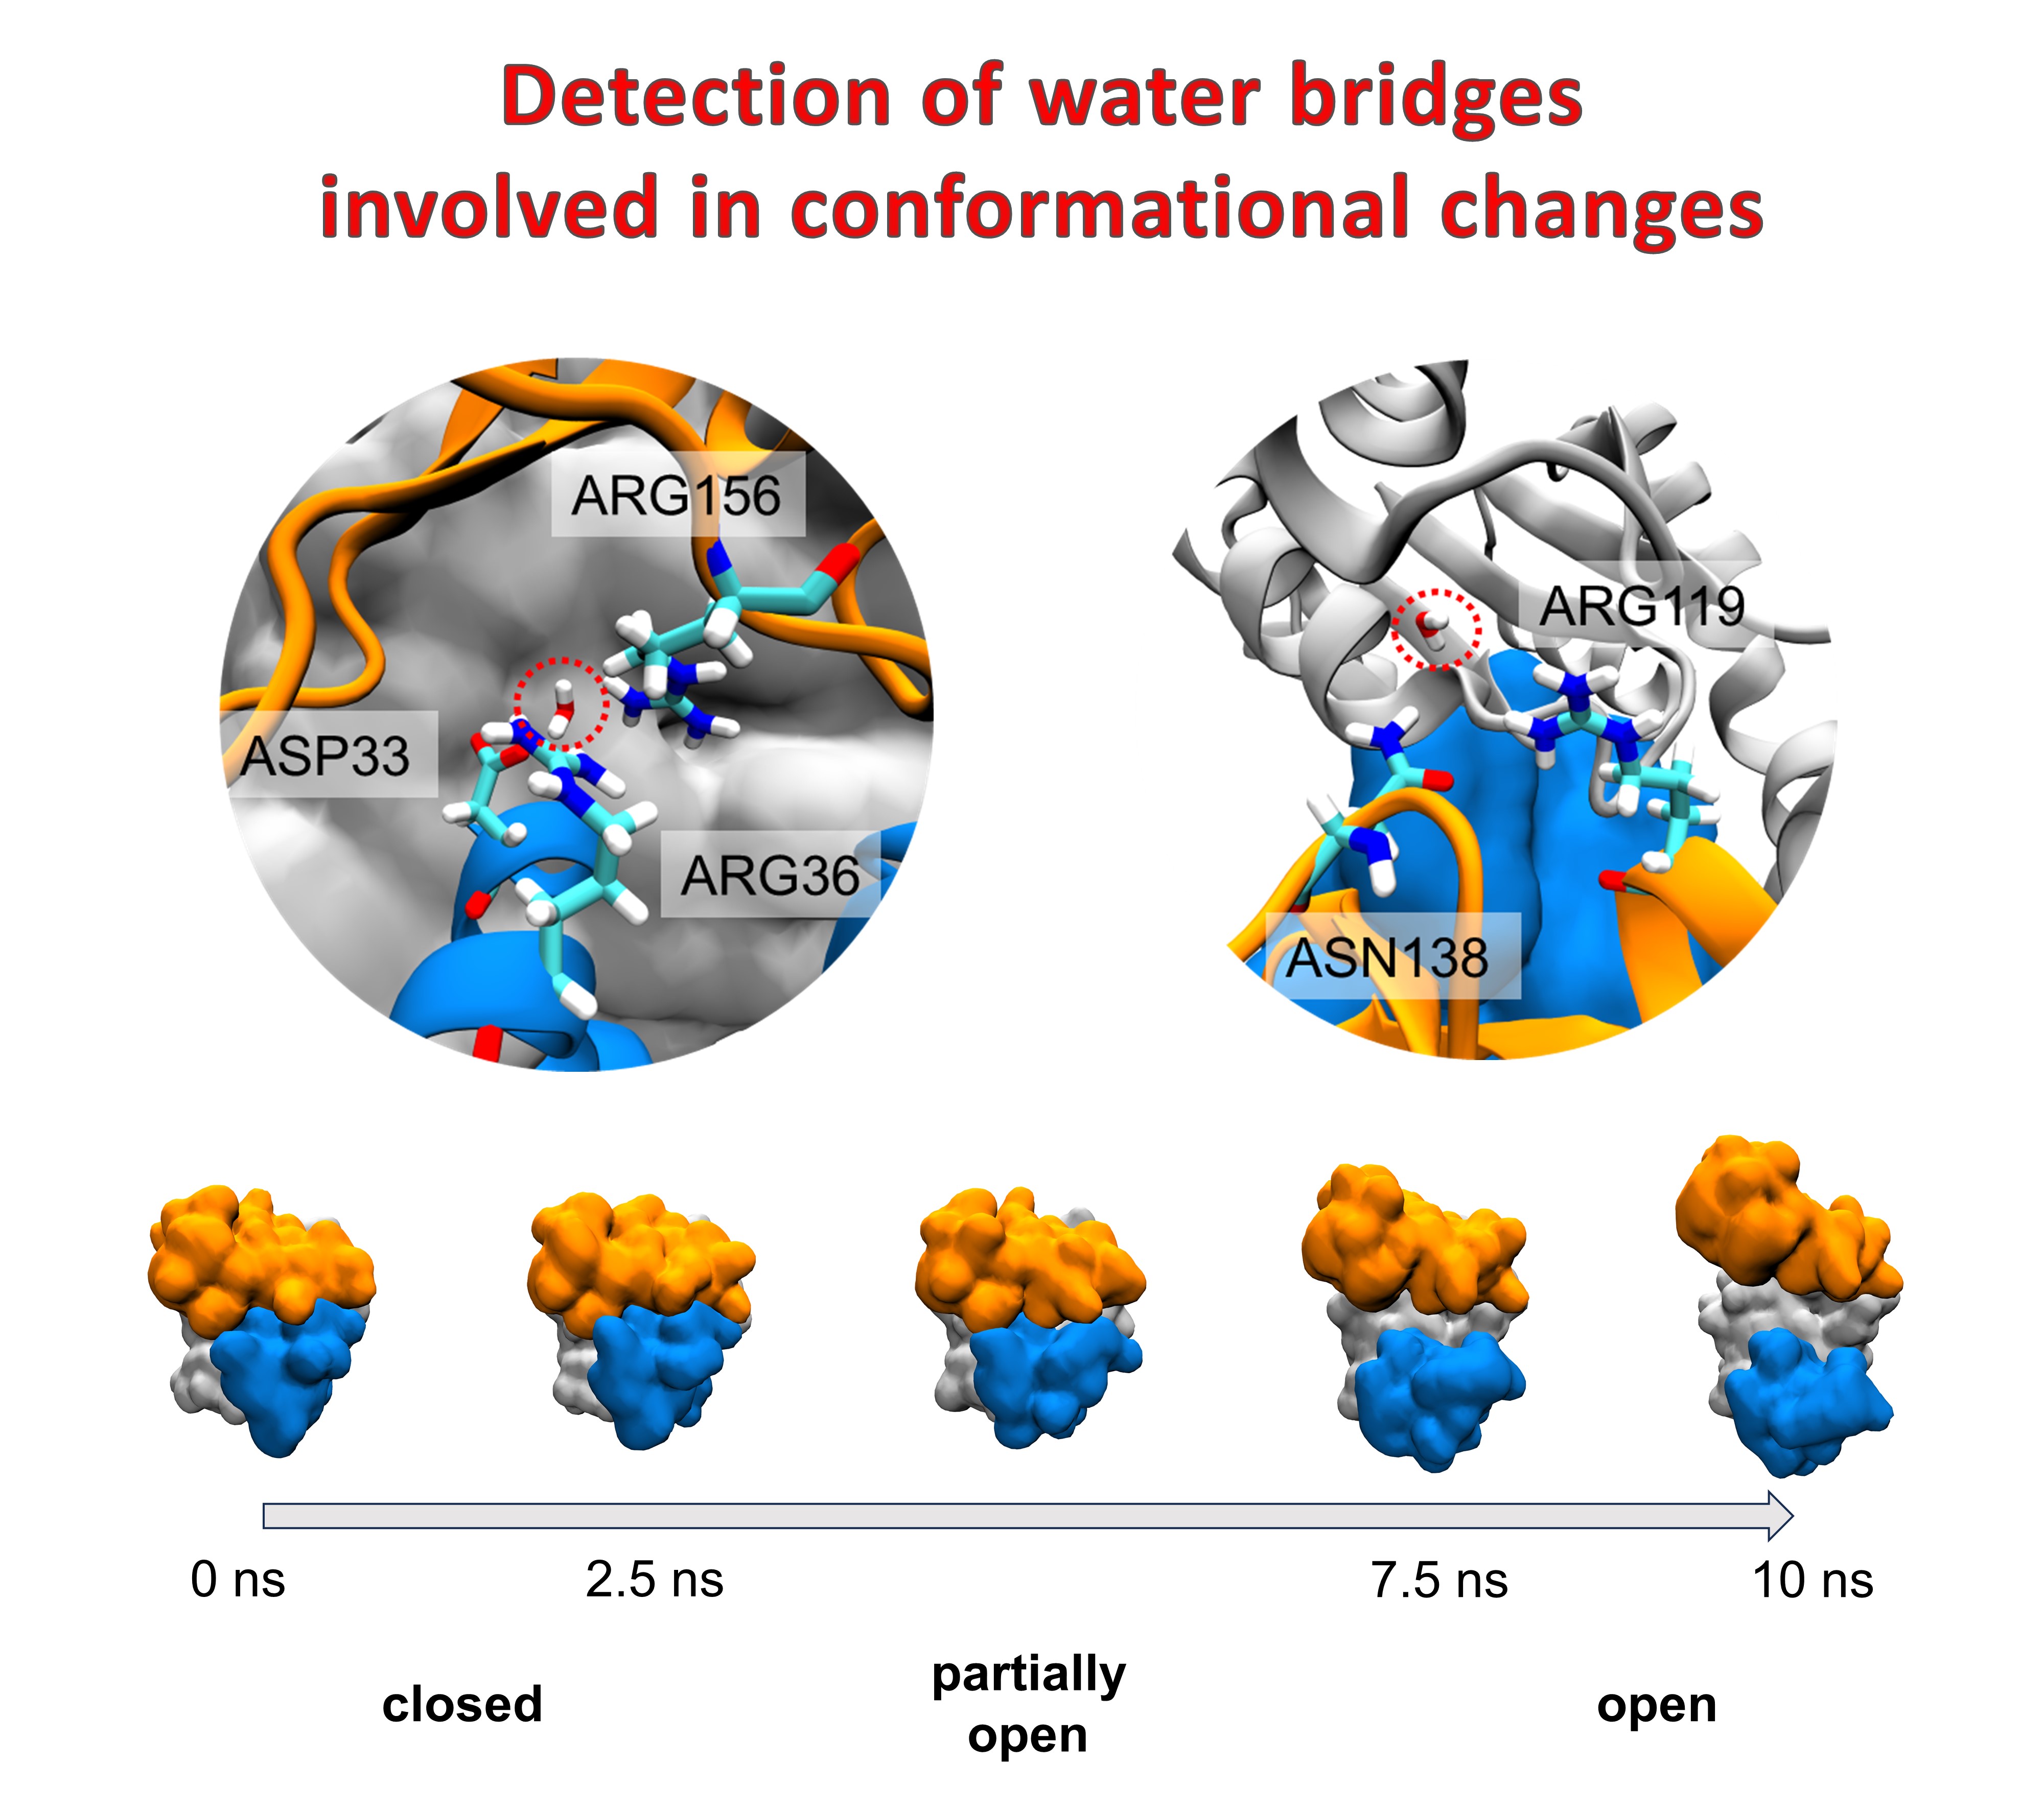 Detection of water bridges
involved in conformational changes
ARG156
ASP33
ARG36
ARG119
ASN138
0 ns
2.5 ns
7.5 ns
10 ns
closed
partially
open
open